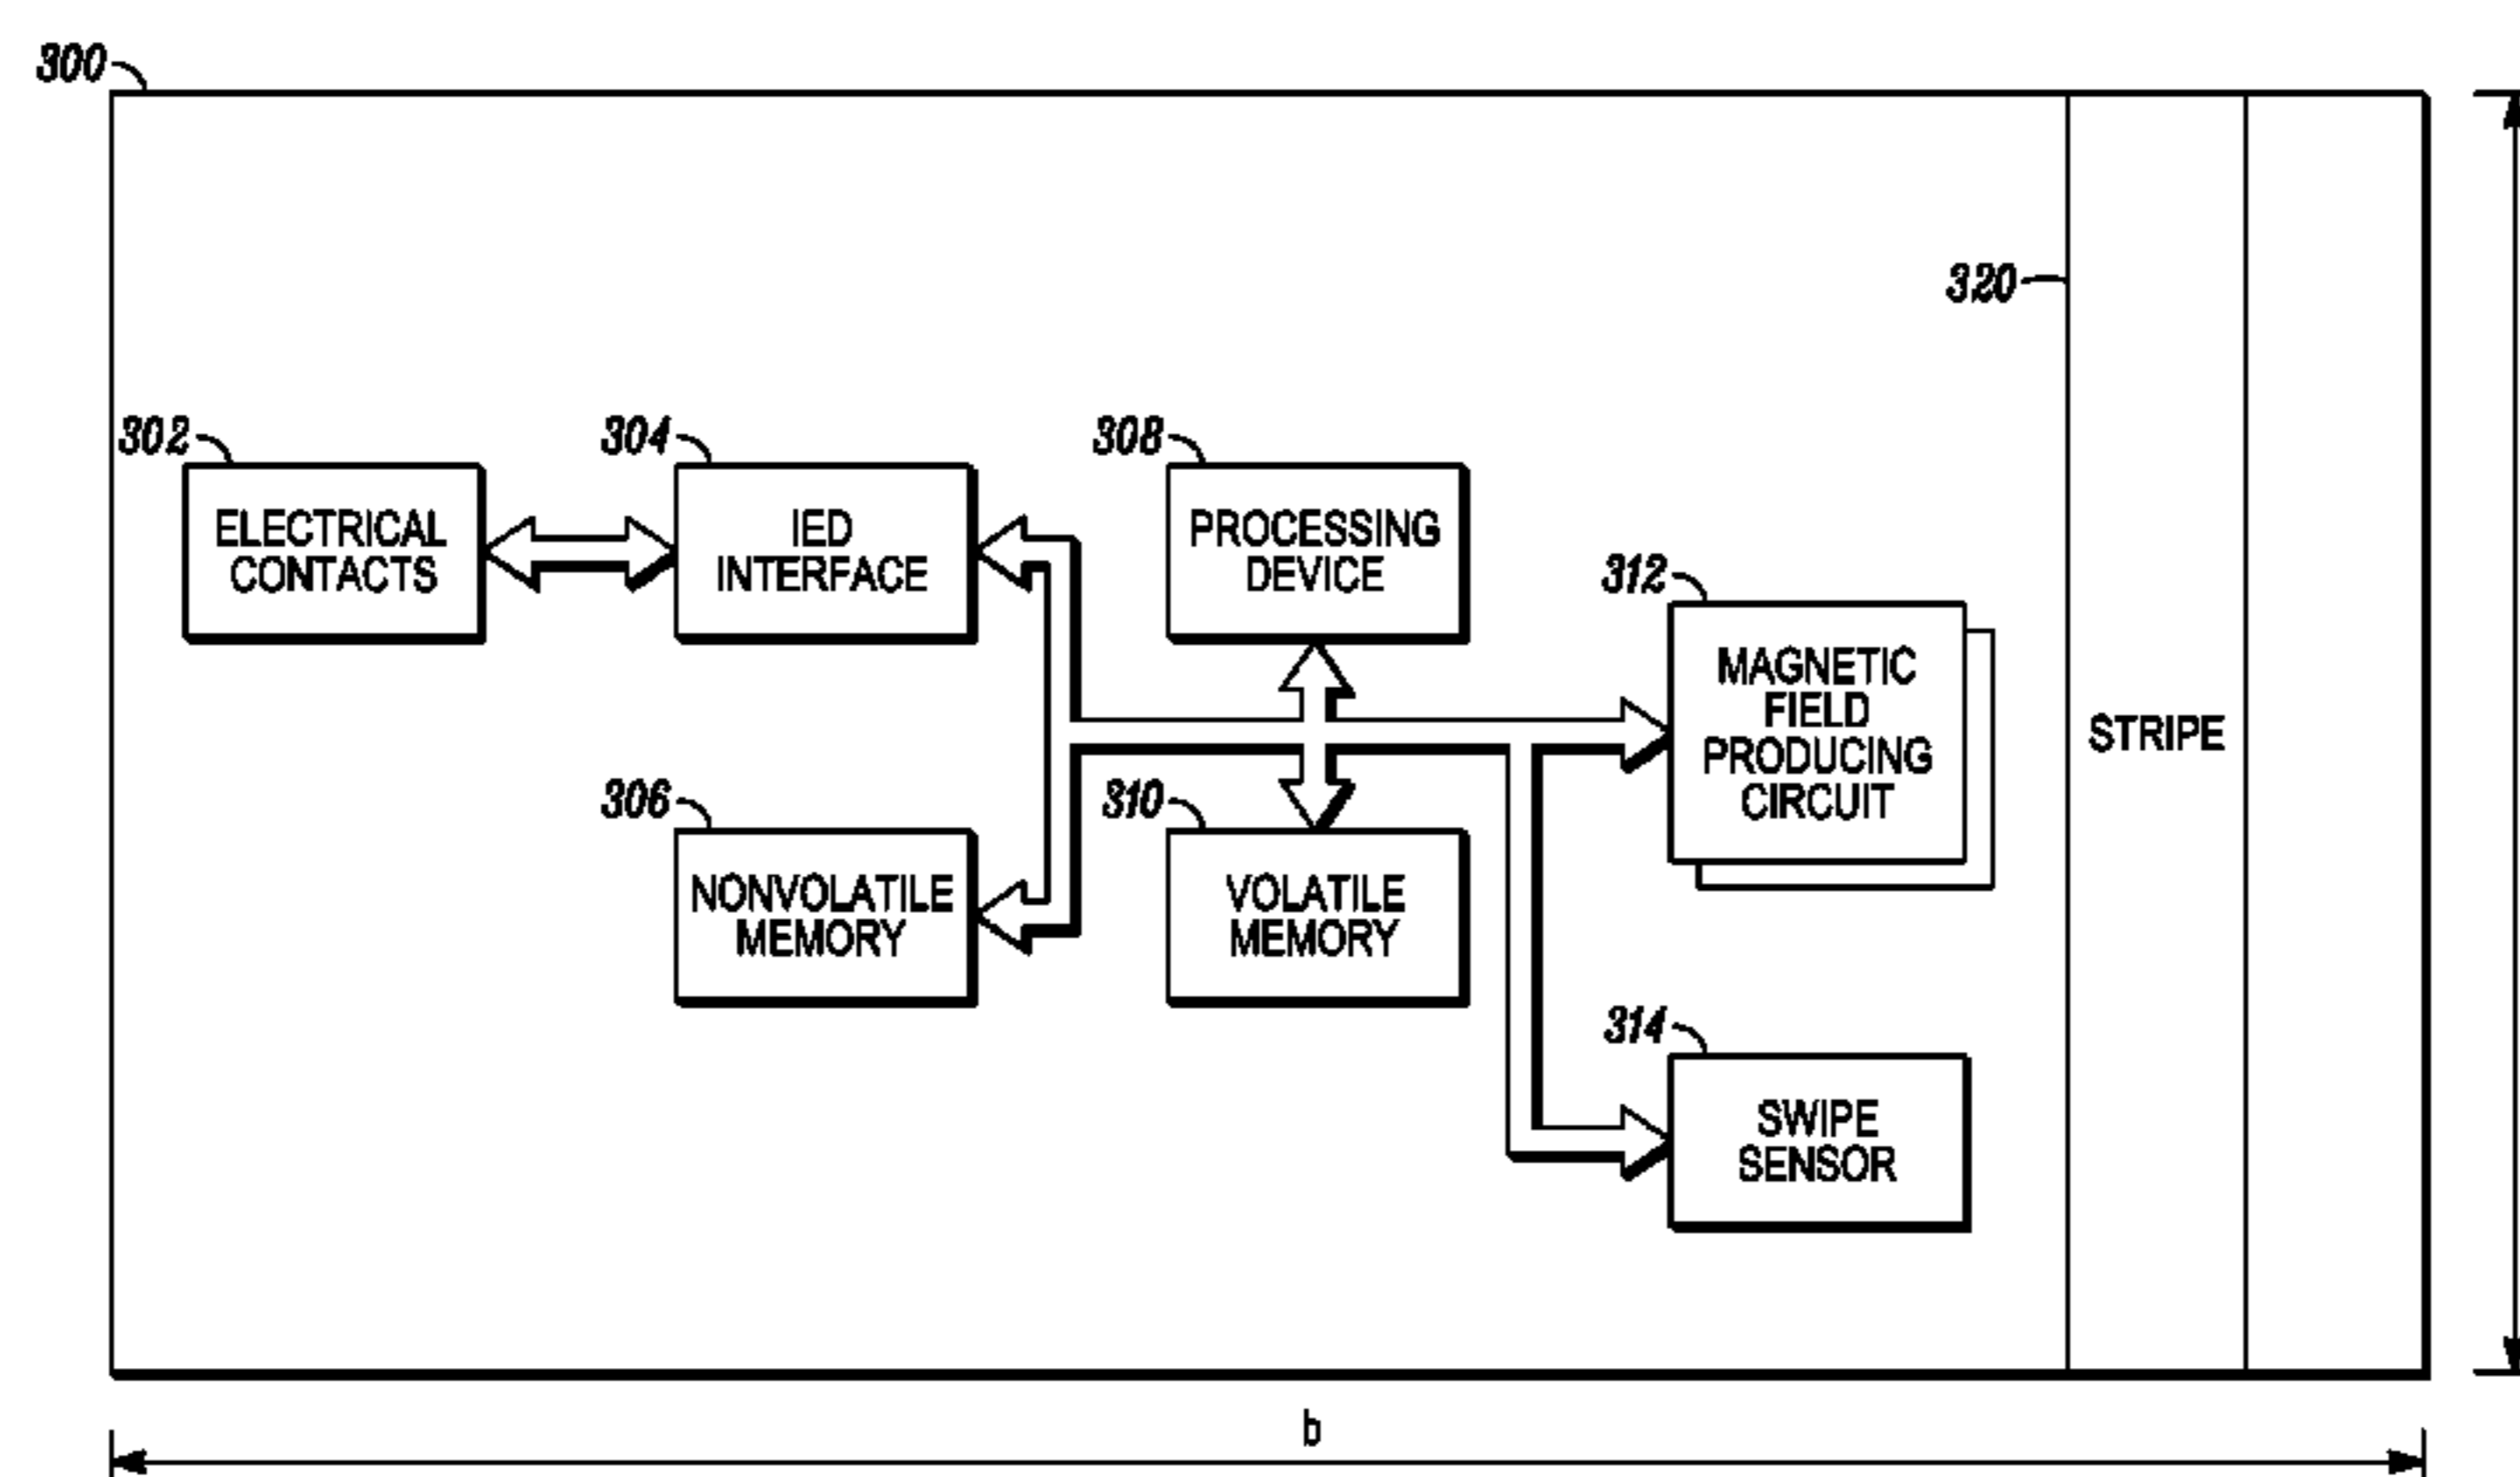 300
320
302
304
308
ELECTRICAL
CONTACTS
IED
INTERFACE
PROCESSING
DEVICE
312
MAGNETIC
FIELD
PRODUCING
CIRCUIT
STRIPE
306
310
NONVOLATILE
MEMORY
VOLATILE
MEMORY
314
SWIPE
SENSOR
b